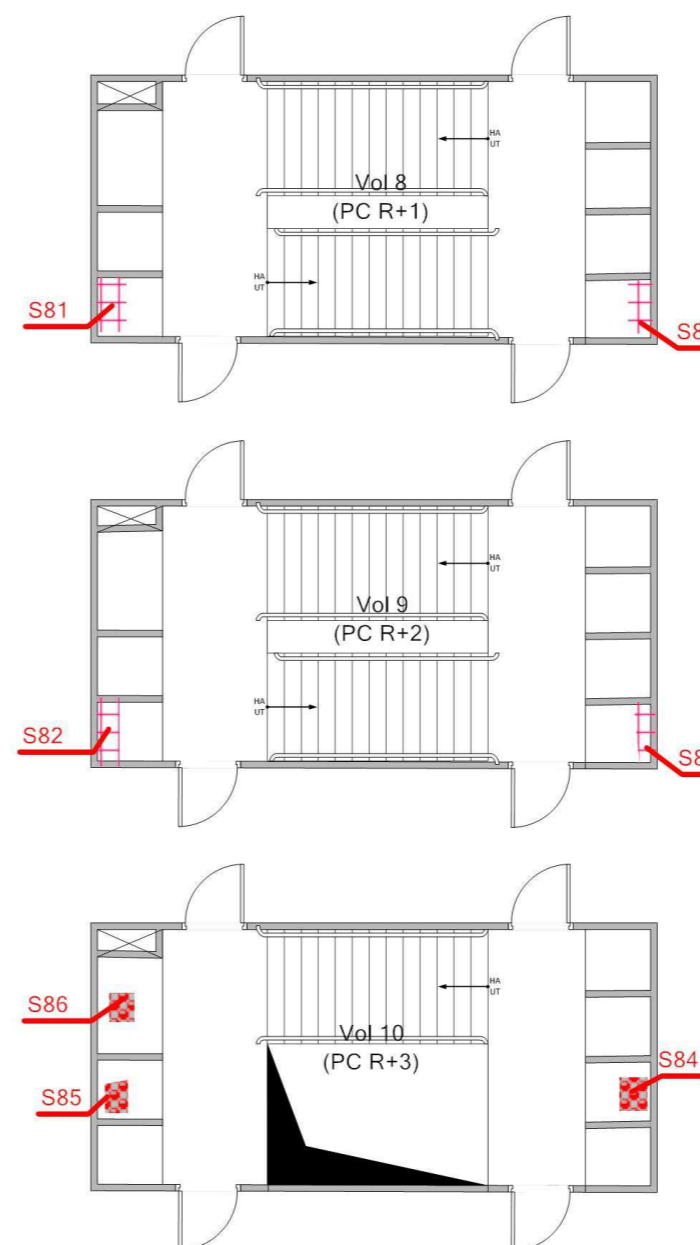 HA
UT
Vol 8
(PC R+1)
HA
UT
S81
S8
HA
UT
Vol 9
(PC R+2)
HA
UT
S82
S8
HA
UT
S86
Vol 10
(PC R+3)
S84
S85